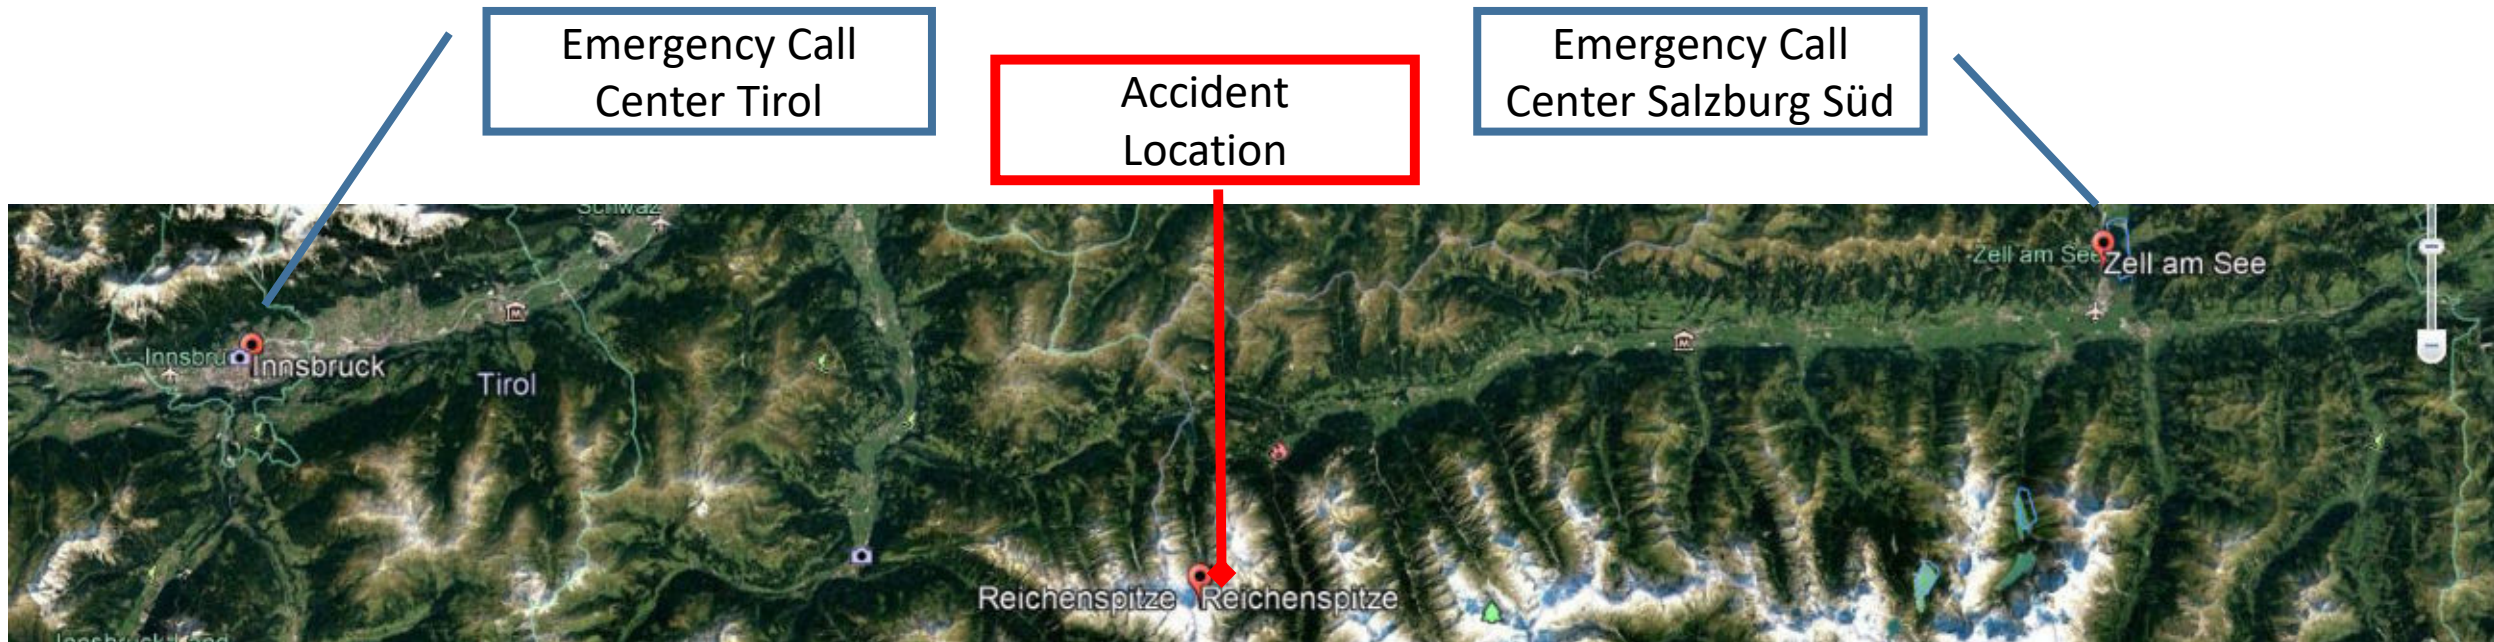 Emergency Call
Center Tirol
Accident
Location
Emergency Call
Center Salzburg Süd
Schwaz
Zell am See
Zell am See
Innsbru
Innsbruck
Tirol
Reichenspitze
Reichenspitze